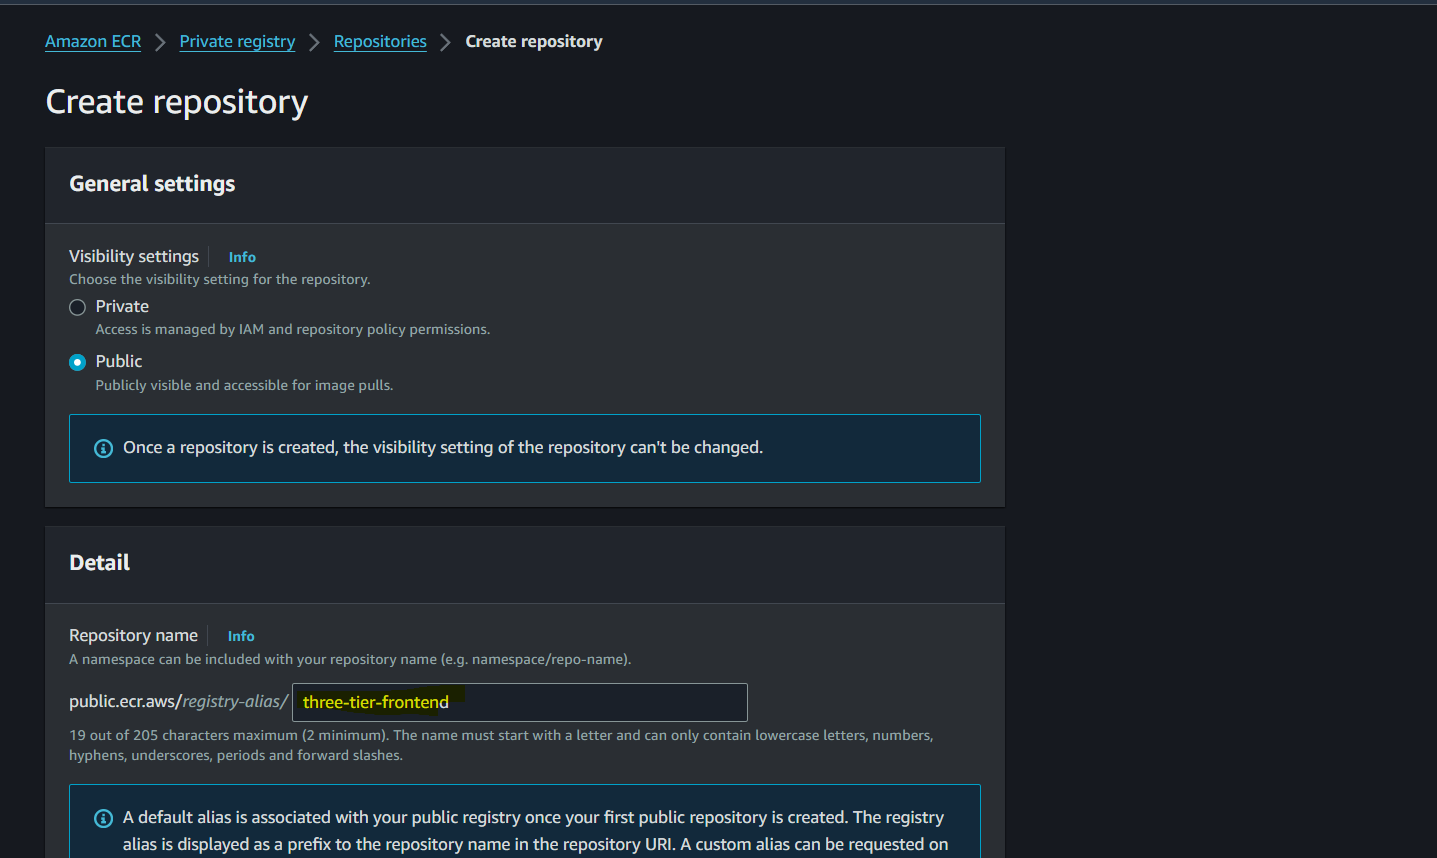 Amazon ECR > Private registry > Repositories > Create repository
Create repository
General settings
Visibility settings Info
Choose the visibility setting for the repository.
Private
Access is managed by IAM and repository policy permissions.
Public
Publicly visible and accessible for image pulls.
Once a repository is created, the visibility setting of the repository can't be changed.
Detail
Repository name Info
A namespace can be included with your repository name (e.g. namespace/repo-name).
public.ecr.aws/registry-alias/ three-tier-frontend
19 out of 205 characters maximum (2 minimum). The name must start with a letter and can only contain lowercase letters, numbers,
hyphens, underscores, periods and forward slashes.
A default alias is associated with your public registry once your first public repository is created. The registry
alias is displayed as a prefix to the repository name in the repository URI. A custom alias can be requested on